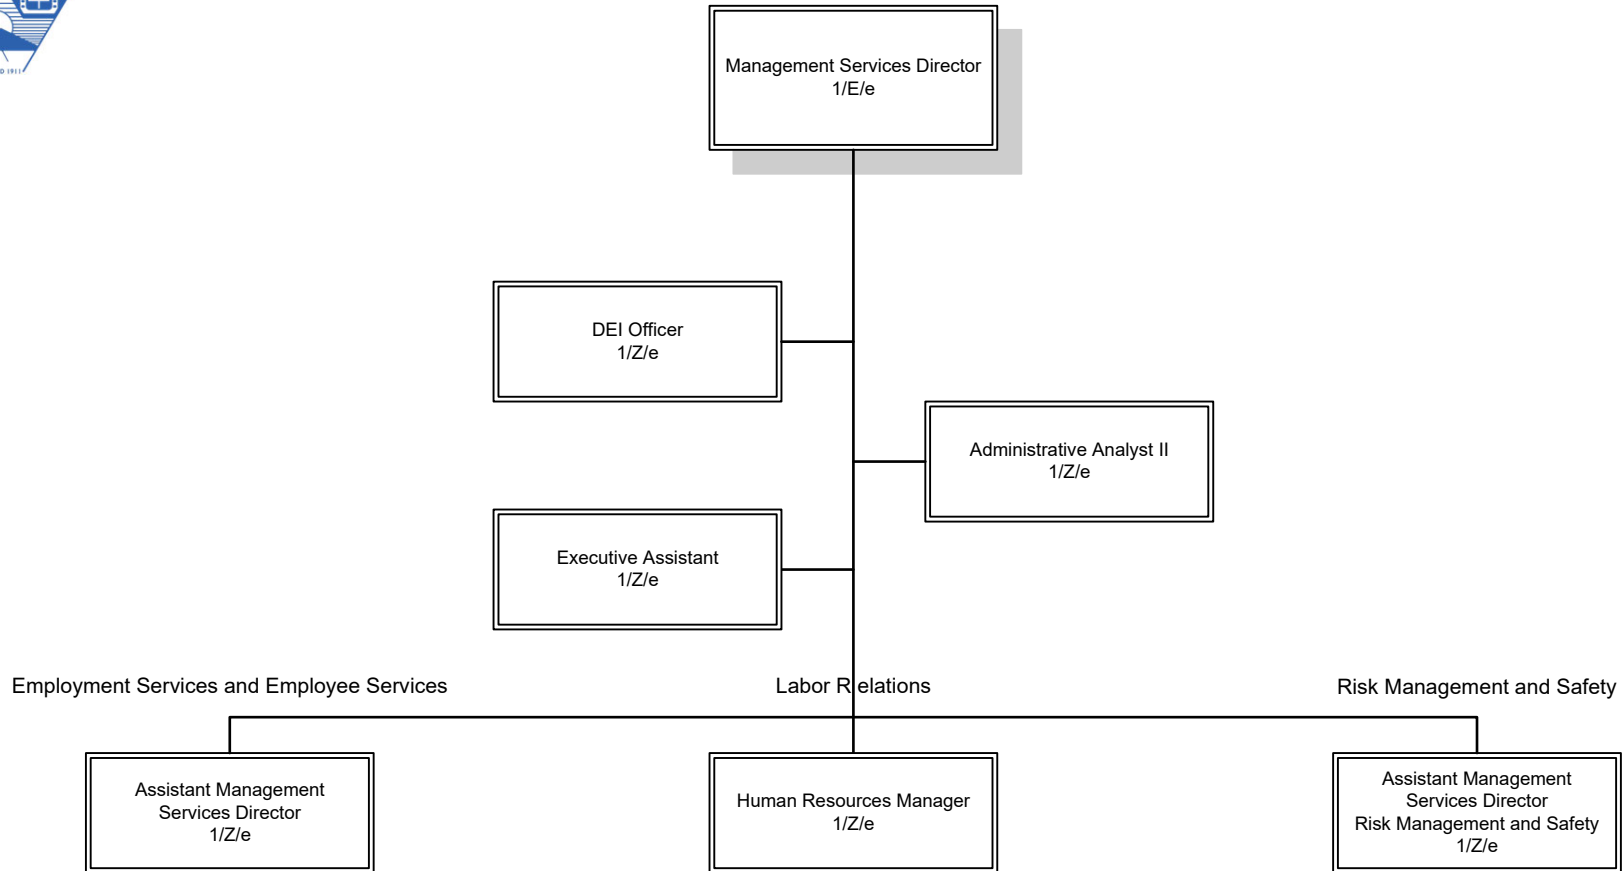 D 1911
Management Services Director
1/E/e
DEI Officer
1/Z/e
Administrative Analyst II
1/Z/e
Executive Assistant
1/Z/e
Employment Services and Employee Services
Labor Relations
Risk Management and Safety
Assistant Management
Services Director
1/Z/e
Human Resources Manager
1/Z/e
Assistant Management
Services Director
Risk Management and Safety
1/Z/e